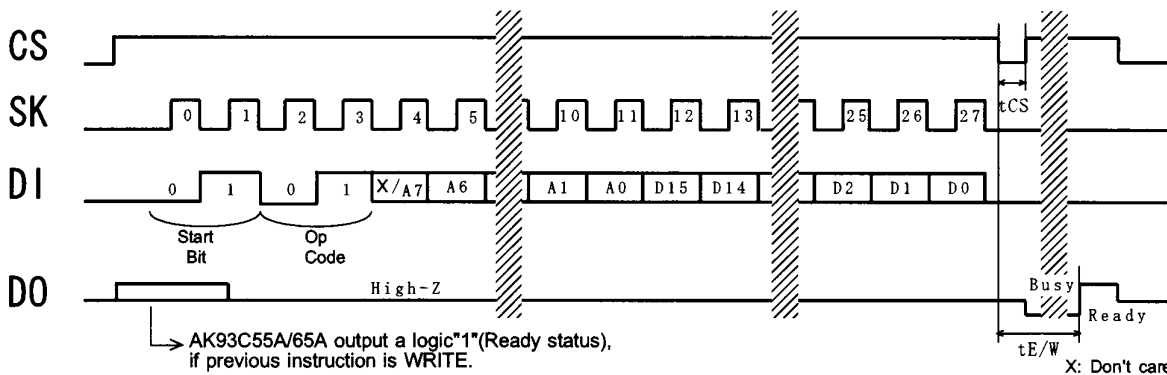 CS
tCS
SK 0 1 2 3 4 5 10 11 12 13 25 26 27
DI 0 1 0 1 X/A7 A6 A1 A0 D15 D14 D2 D1 D0
Start Bit
Op Code
DO High-Z Busy
Ready
AK93C55A/65A output a logic"1"(Ready status),
if previous instruction is WRITE.
tE/W
X: Don't care